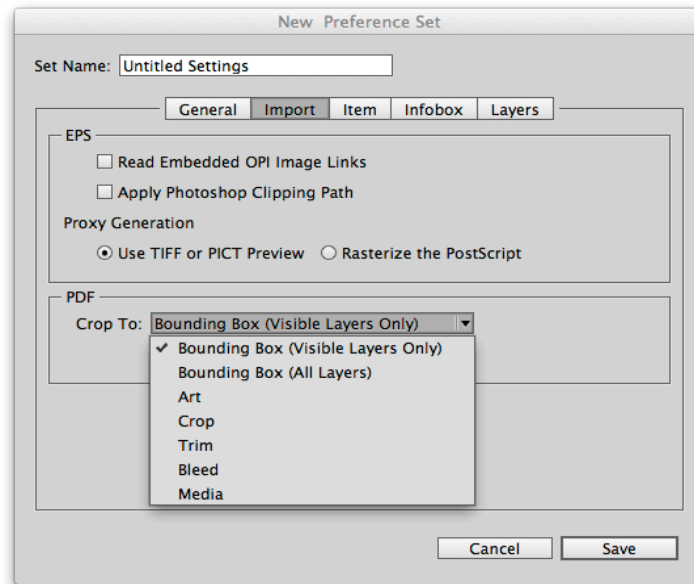 New Preference Set
Set Name: Untitled Settings
General Import Item Infobox Layers
EPS
Read Embedded OPI Image Links
Apply Photoshop Clipping Path
Proxy Generation
Use TIFF or PICT Preview Rasterize the PostScript
PDF
Crop To: Bounding Box (Visible Layers Only)
Bounding Box (Visible Layers Only)
Bounding Box (All Layers)
Art
Crop
Trim
Bleed
Media
Cancel Save